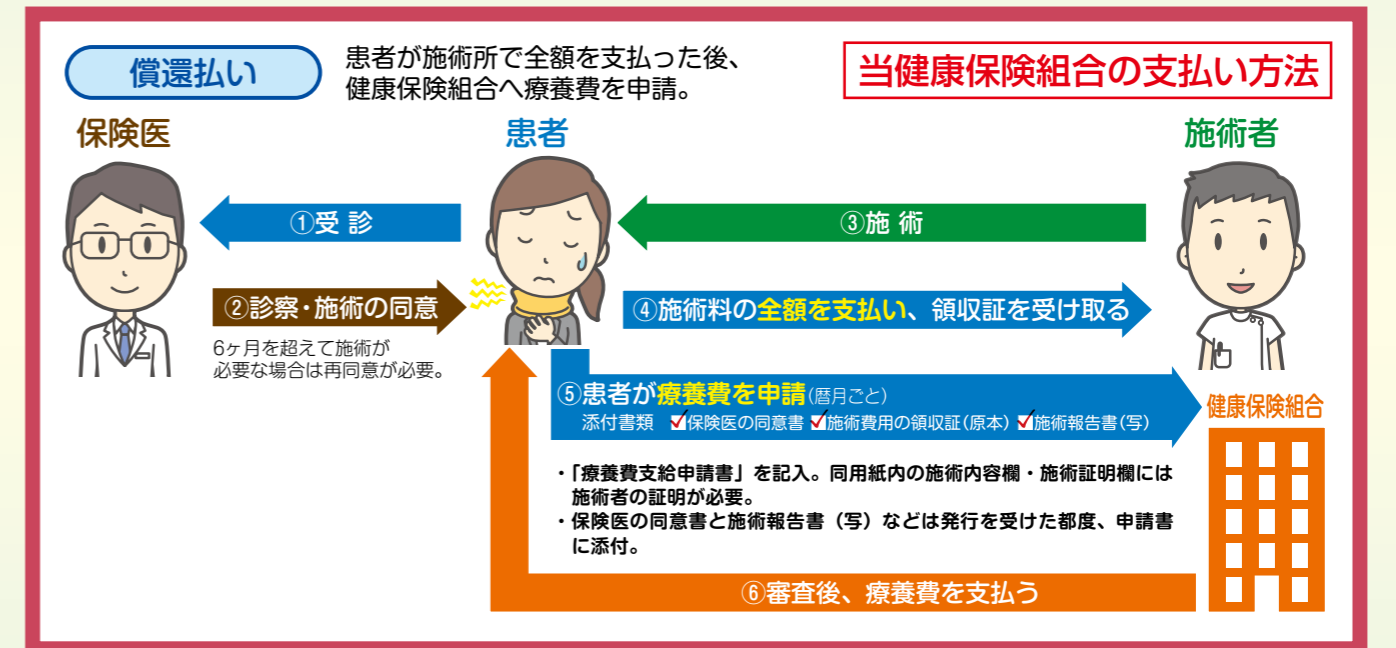 償還払い
患者が施術所で全額を支払った後、
健康保険組合へ療養費を申請。
当健康保険組合の支払い方法
保険医
患者
施術者
①受 診
③施 術
②診察・施術の同意
6ヶ月を超えて施術が
必要な場合は再同意が必要。
④施術料の全額を支払い、領収証を受け取る
⑤患者が療養費を申請(暦月ごと)
添付書類 ✓保険医の同意書 ✓施術費用の領収証(原本) ✓施術報告書(写)
健康保険組合
・「療養費支給申請書」を記入。同用紙内の施術内容欄・施術証明欄には
施術者の証明が必要。
・保険医の同意書と施術報告書（写）などは発行を受けた都度、申請書
に添付。
⑥審査後、療養費を支払う